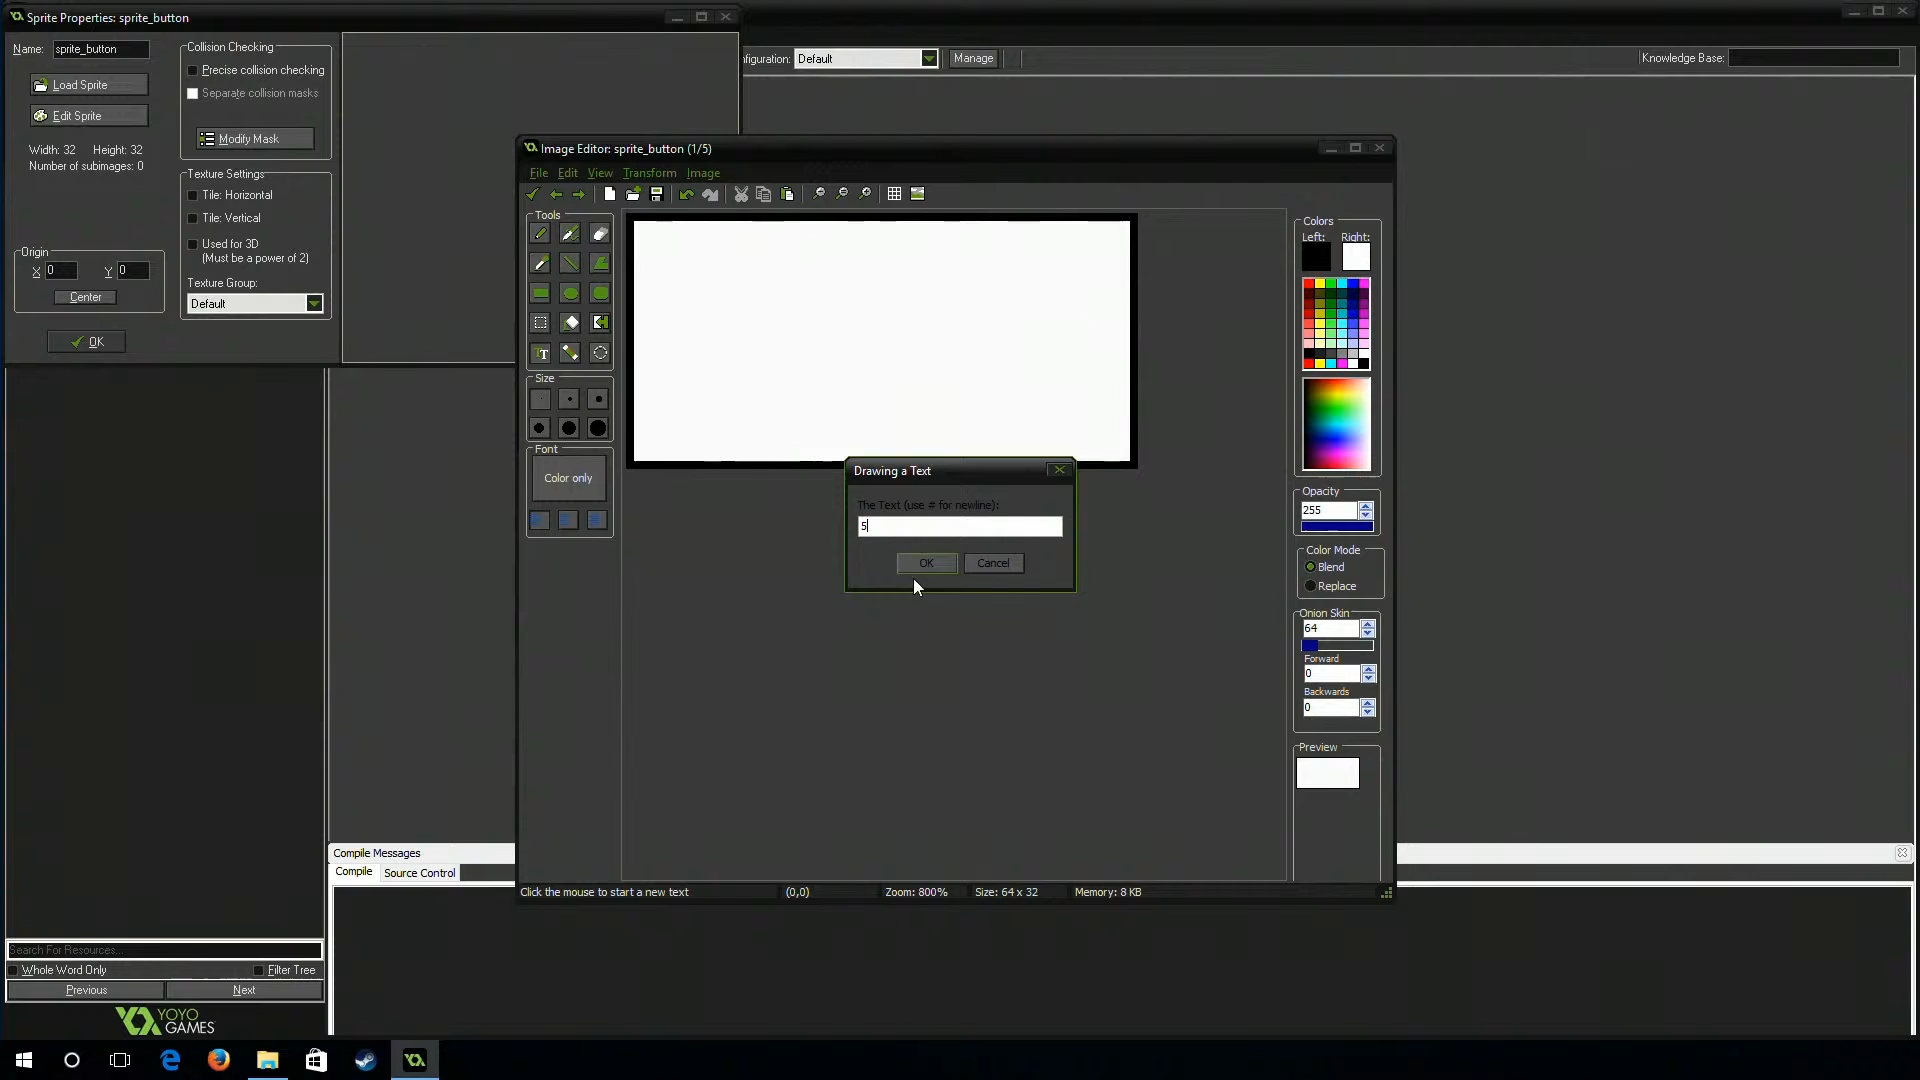 Sprite Properties: sprite_button
Name: sprite_button
Load Sprite
Edit Sprite
Width: 32 Height: 32
Number of subimages: 0
Origin
X 0 Y 0
Center
OK
Collision Checking
Precise collision checking
Separate collision masks
Modify Mask
Texture Settings
Tile: Horizontal
Tile: Vertical
Used for 3D
(Must be a power of 2)
Texture Group:
Default
nfiguration: Default Manage
Knowledge Base:
Image Editor: sprite_button (1/5)
File Edit View Transform Image
Tools
Size
Font
Color only
Drawing a Text
The Text (use # for newline):
5
OK Cancel
Colors
Left: Right:
Opacity
255
Color Mode
Blend
Replace
Onion Skin
64
Forward
0
Backwards
0
Preview
Click the mouse to start a new text (0,0) Zoom: 800% Size: 64 x 32 Memory: 8 KB
Compile Messages
Compile Source Control
Search For Resources...
Whole Word Only Filter Tree
Previous Next
YOYO
GAMES